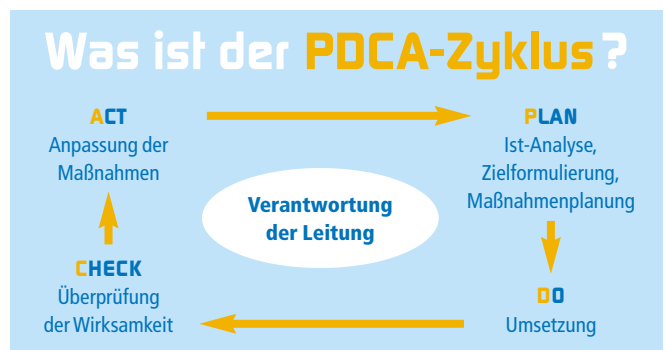 Was ist der PDCA-Zyklus?
ACT
Anpassung der
Maßnahmen
PLAN
Ist-Analyse,
Zielformulierung,
Maßnahmenplanung
Verantwortung
der Leitung
CHECK
Überprüfung
der Wirksamkeit
DO
Umsetzung